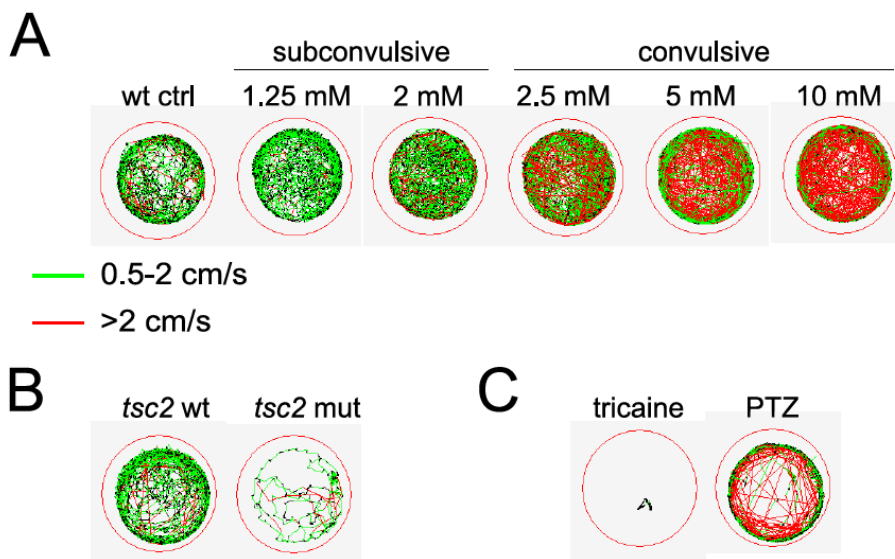 A
subconvulsive convulsive
wt ctrl 1.25 mM 2 mM 2.5 mM 5 mM 10 mM
0.5-2 cm/s
>2 cm/s
B
tsc2 wt tsc2 mut
C
tricaine PTZ